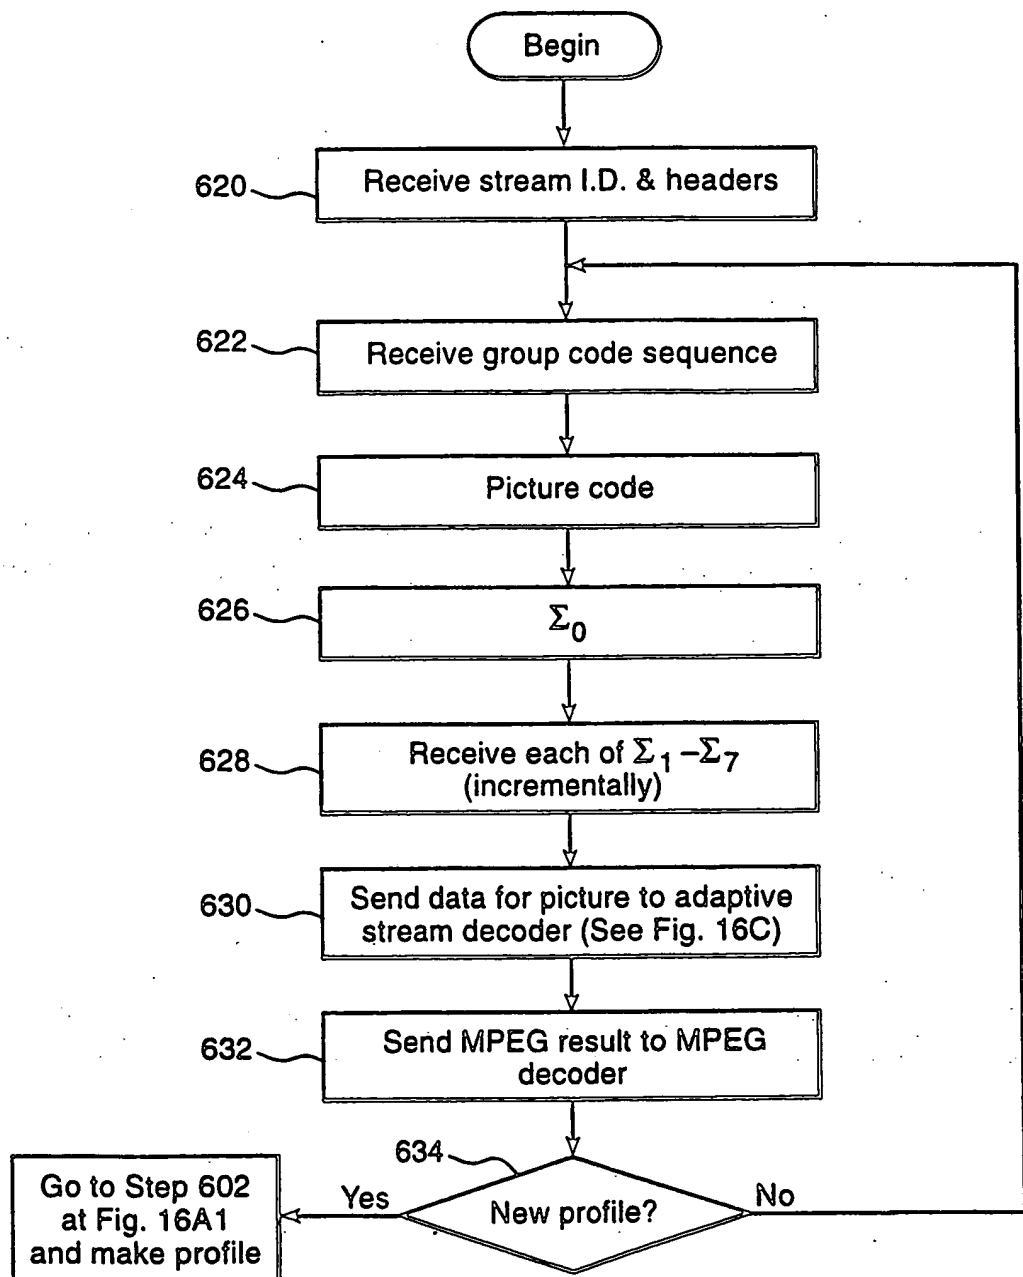 Begin
620
Receive stream I.D. & headers
622
Receive group code sequence
624
Picture code
626
Σ0
628
Receive each of Σ1 – Σ7
(incrementally)
630
Send data for picture to adaptive
stream decoder (See Fig. 16C)
632
Send MPEG result to MPEG
decoder
634
New profile?
Yes
No
Go to Step 602
at Fig. 16A1
and make profile